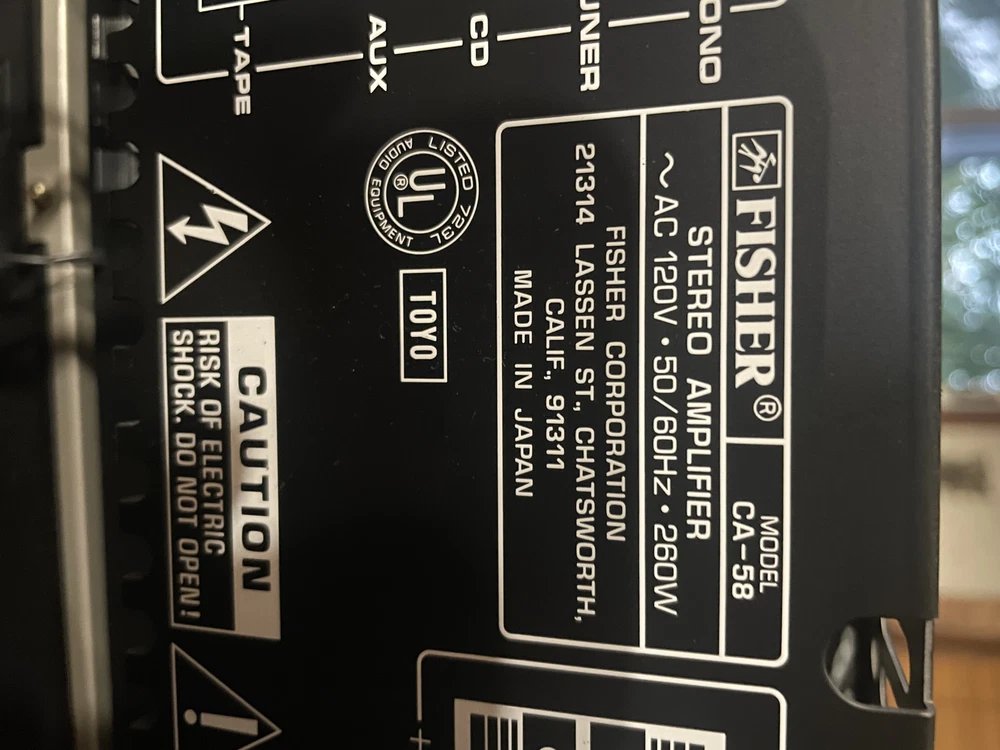 TAPE
AUX
CD
UNER
ONO
FISHER®
MODEL
CA-58
STEREO AMPLIFIER
~ AC 120V • 50/60Hz • 260W
FISHER CORPORATION
21314 LASSEN ST., CHATSWORTH,
CALIF., 91311
MADE IN JAPAN
LISTED 723L
UL®
AUDIO EQUIPMENT
TOYO
CAUTION
RISK OF ELECTRIC
SHOCK. DO NOT OPEN!
!
+